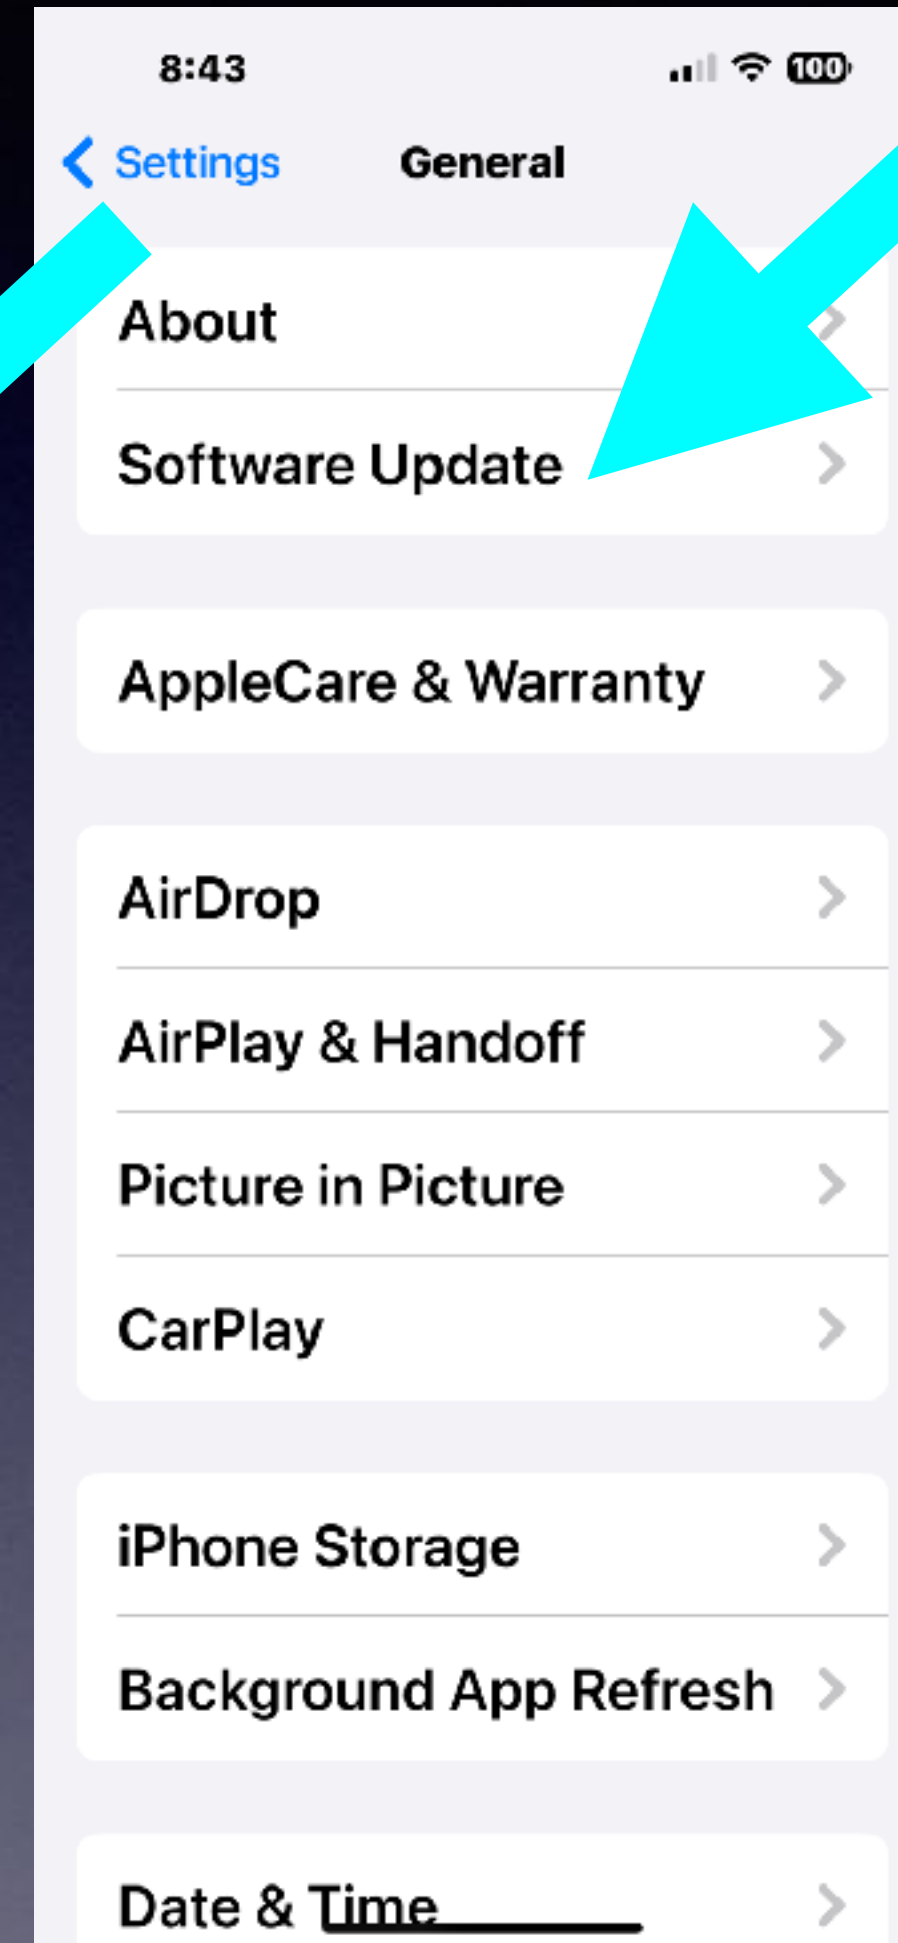 8:43
100
Settings
General
About
Software Update
AppleCare & Warranty
AirDrop
AirPlay & Handoff
Picture in Picture
CarPlay
iPhone Storage
Background App Refresh
Date & Time